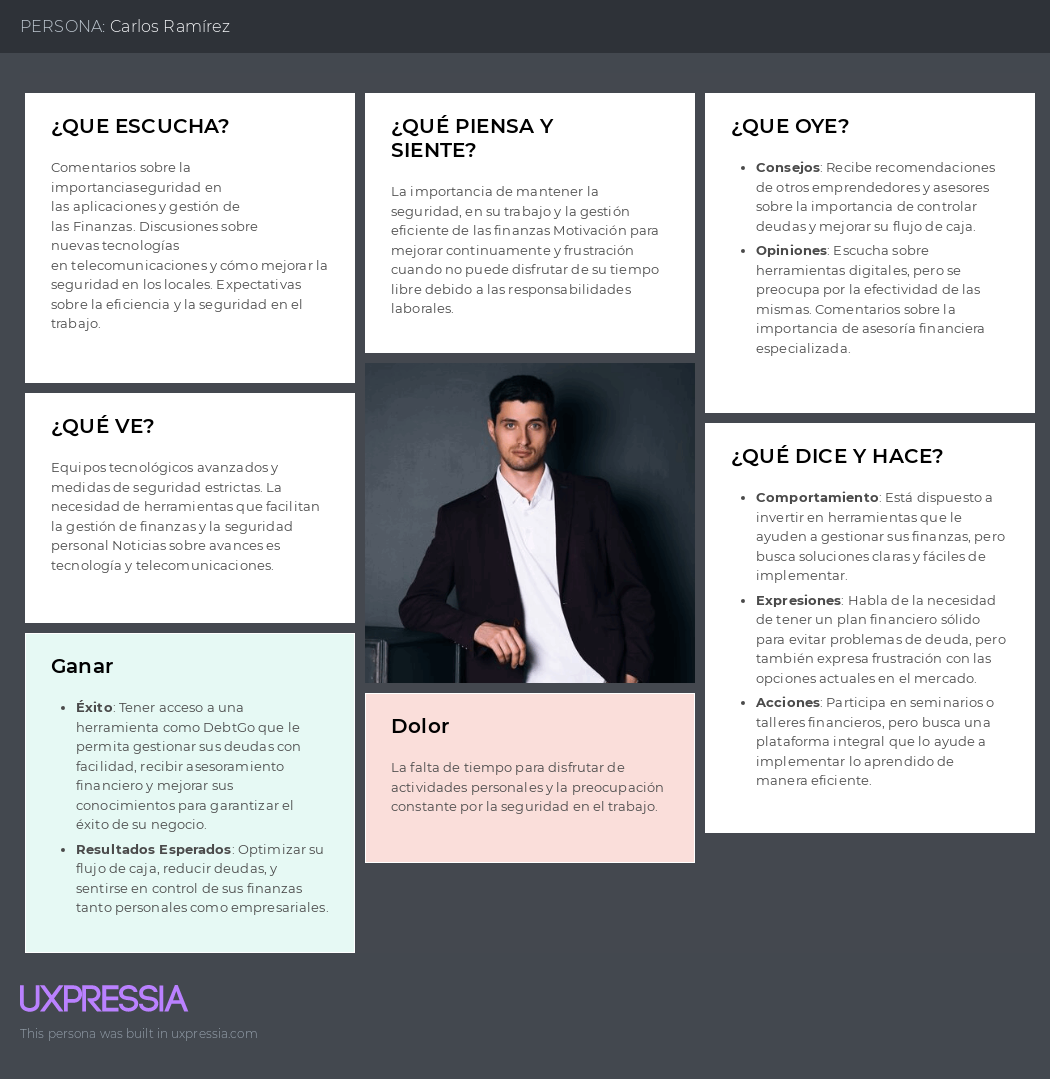 PERSONA: Carlos Ramírez
¿QUE ESCUCHA?
Comentarios sobre la
importanciaseguridad en
las aplicaciones y gestión de
las Finanzas. Discusiones sobre
nuevas tecnologías
en telecomunicaciones y cómo mejorar la
seguridad en los locales. Expectativas
sobre la eficiencia y la seguridad en el
trabajo.
¿QUÉ VE?
Equipos tecnológicos avanzados y
medidas de seguridad estrictas. La
necesidad de herramientas que facilitan
la gestión de finanzas y la seguridad
personal Noticias sobre avances es
tecnología y telecomunicaciones.
Ganar
• Éxito: Tener acceso a una
herramienta como DebtGo que le
permita gestionar sus deudas con
facilidad, recibir asesoramiento
financiero y mejorar sus
conocimientos para garantizar el
éxito de su negocio.
• Resultados Esperados: Optimizar su
flujo de caja, reducir deudas, y
sentirse en control de sus finanzas
tanto personales como empresariales.
¿QUÉ PIENSA Y
SIENTE?
La importancia de mantener la
seguridad, en su trabajo y la gestión
eficiente de las finanzas Motivación para
mejorar continuamente y frustración
cuando no puede disfrutar de su tiempo
libre debido a las responsabilidades
laborales.
Dolor
La falta de tiempo para disfrutar de
actividades personales y la preocupación
constante por la seguridad en el trabajo.
¿QUE OYE?
• Consejos: Recibe recomendaciones
de otros emprendedores y asesores
sobre la importancia de controlar
deudas y mejorar su flujo de caja.
• Opiniones: Escucha sobre
herramientas digitales, pero se
preocupa por la efectividad de las
mismas. Comentarios sobre la
importancia de asesoría financiera
especializada.
¿QUÉ DICE Y HACE?
• Comportamiento: Está dispuesto a
invertir en herramientas que le
ayuden a gestionar sus finanzas, pero
busca soluciones claras y fáciles de
implementar.
• Expresiones: Habla de la necesidad
de tener un plan financiero sólido
para evitar problemas de deuda, pero
también expresa frustración con las
opciones actuales en el mercado.
• Acciones: Participa en seminarios o
talleres financieros, pero busca una
plataforma integral que lo ayude a
implementar lo aprendido de
manera eficiente.
UXPRESSIA
This persona was built in uxpressia.com